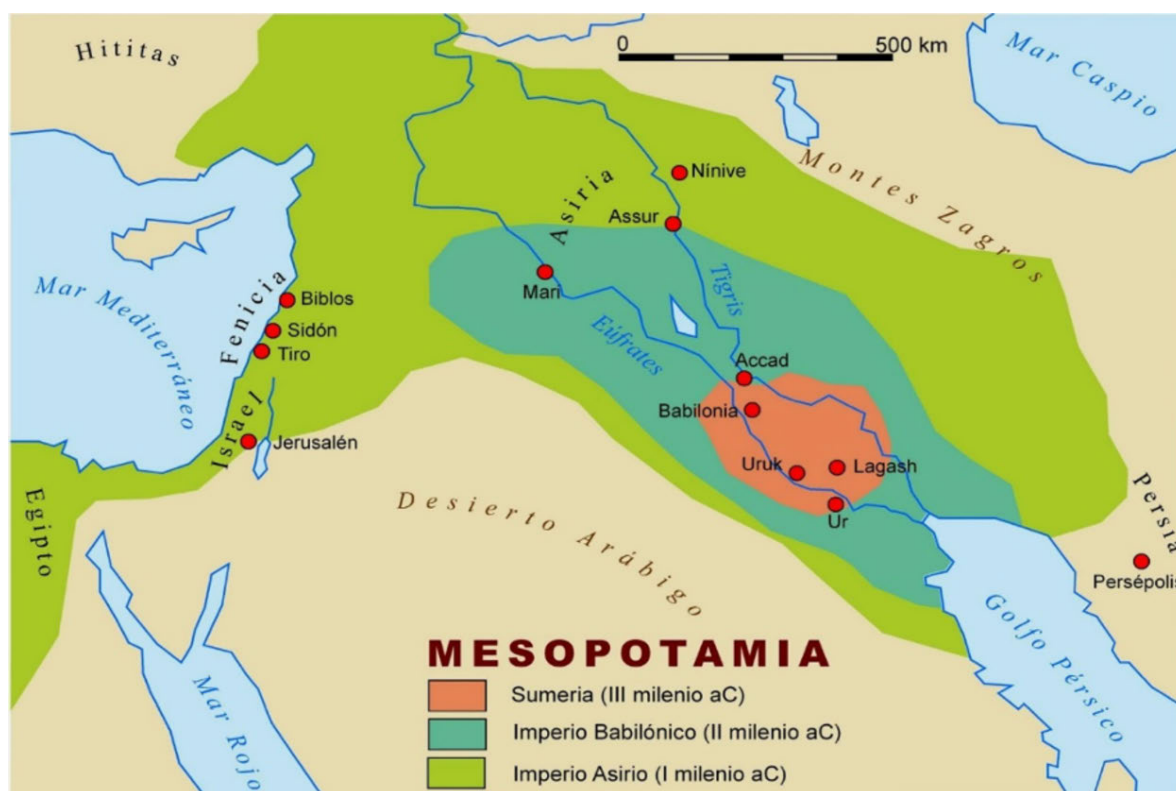 Hititas
0
500 km
Mar Caspio
Montes Zagros
Nínive
Asiria
Assur
Mari
Tigris
Eúfrates
Mar Mediterráneo
Fenicia
Biblos
Sidón
Tiro
Israel
Jerusalén
Accad
Babilonia
Uruk
Lagash
Ur
Egipto
Desierto Arábigo
Persia
Persépolis
Golfo Pérsico
Mar Rojo
MESOPOTAMIA
Sumeria (III milenio aC)
Imperio Babilónico (II milenio aC)
Imperio Asirio (I milenio aC)